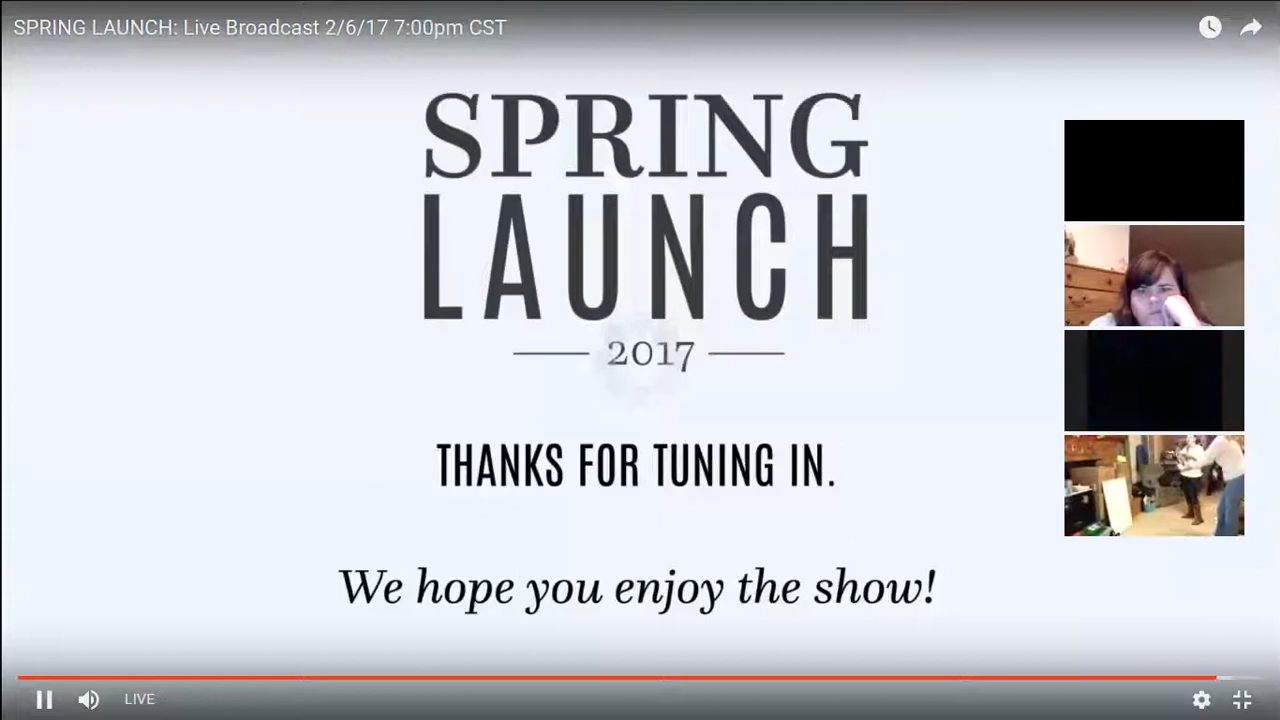 SPRING LAUNCH: Live Broadcast 2/6/17 7:00pm CST
SPRING
LAUNCH
2017
THANKS FOR TUNING IN.
We hope you enjoy the show!
LIVE